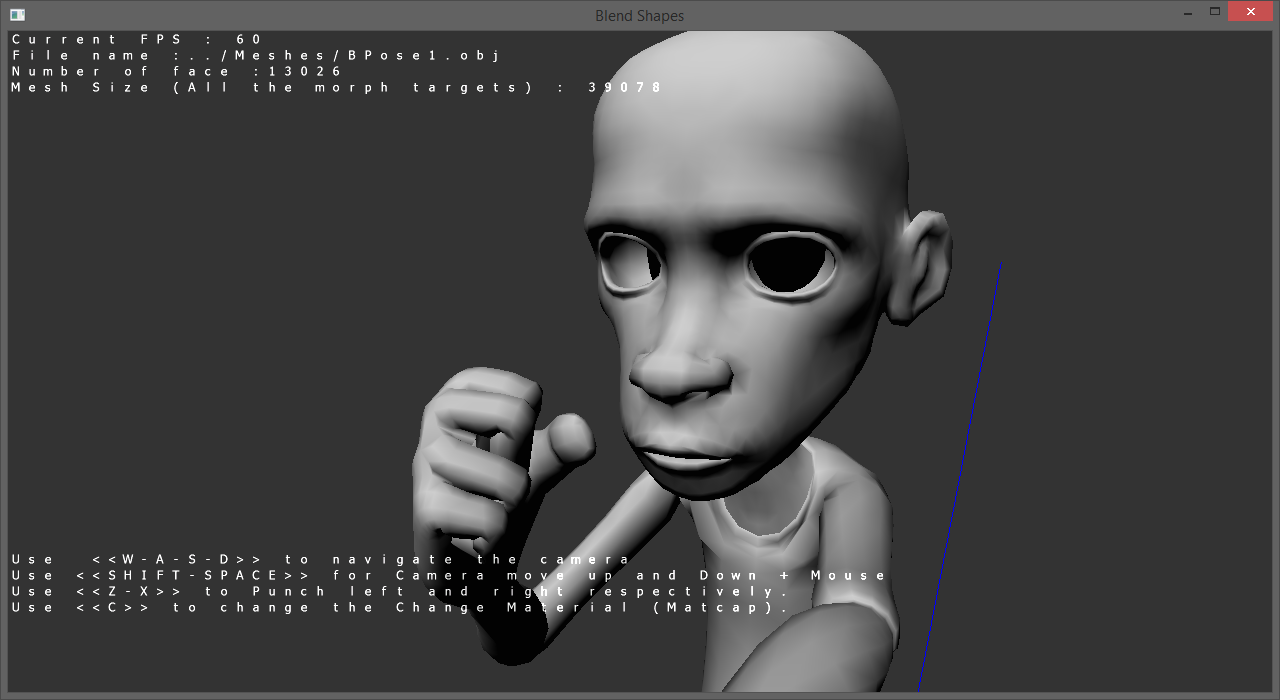 Blend Shapes
Current FPS : 60
File name :../Meshes/BPose1.obj
Number of face :13026
Mesh Size (All the morph targets) : 39078
Use <<W-A-S-D>> to navigate the camera
Use <<SHIFT-SPACE>> for Camera move up and Down + Mouse
Use <<Z-X>> to Punch left and right respectively.
Use <<C>> to change the Change Material (Matcap).